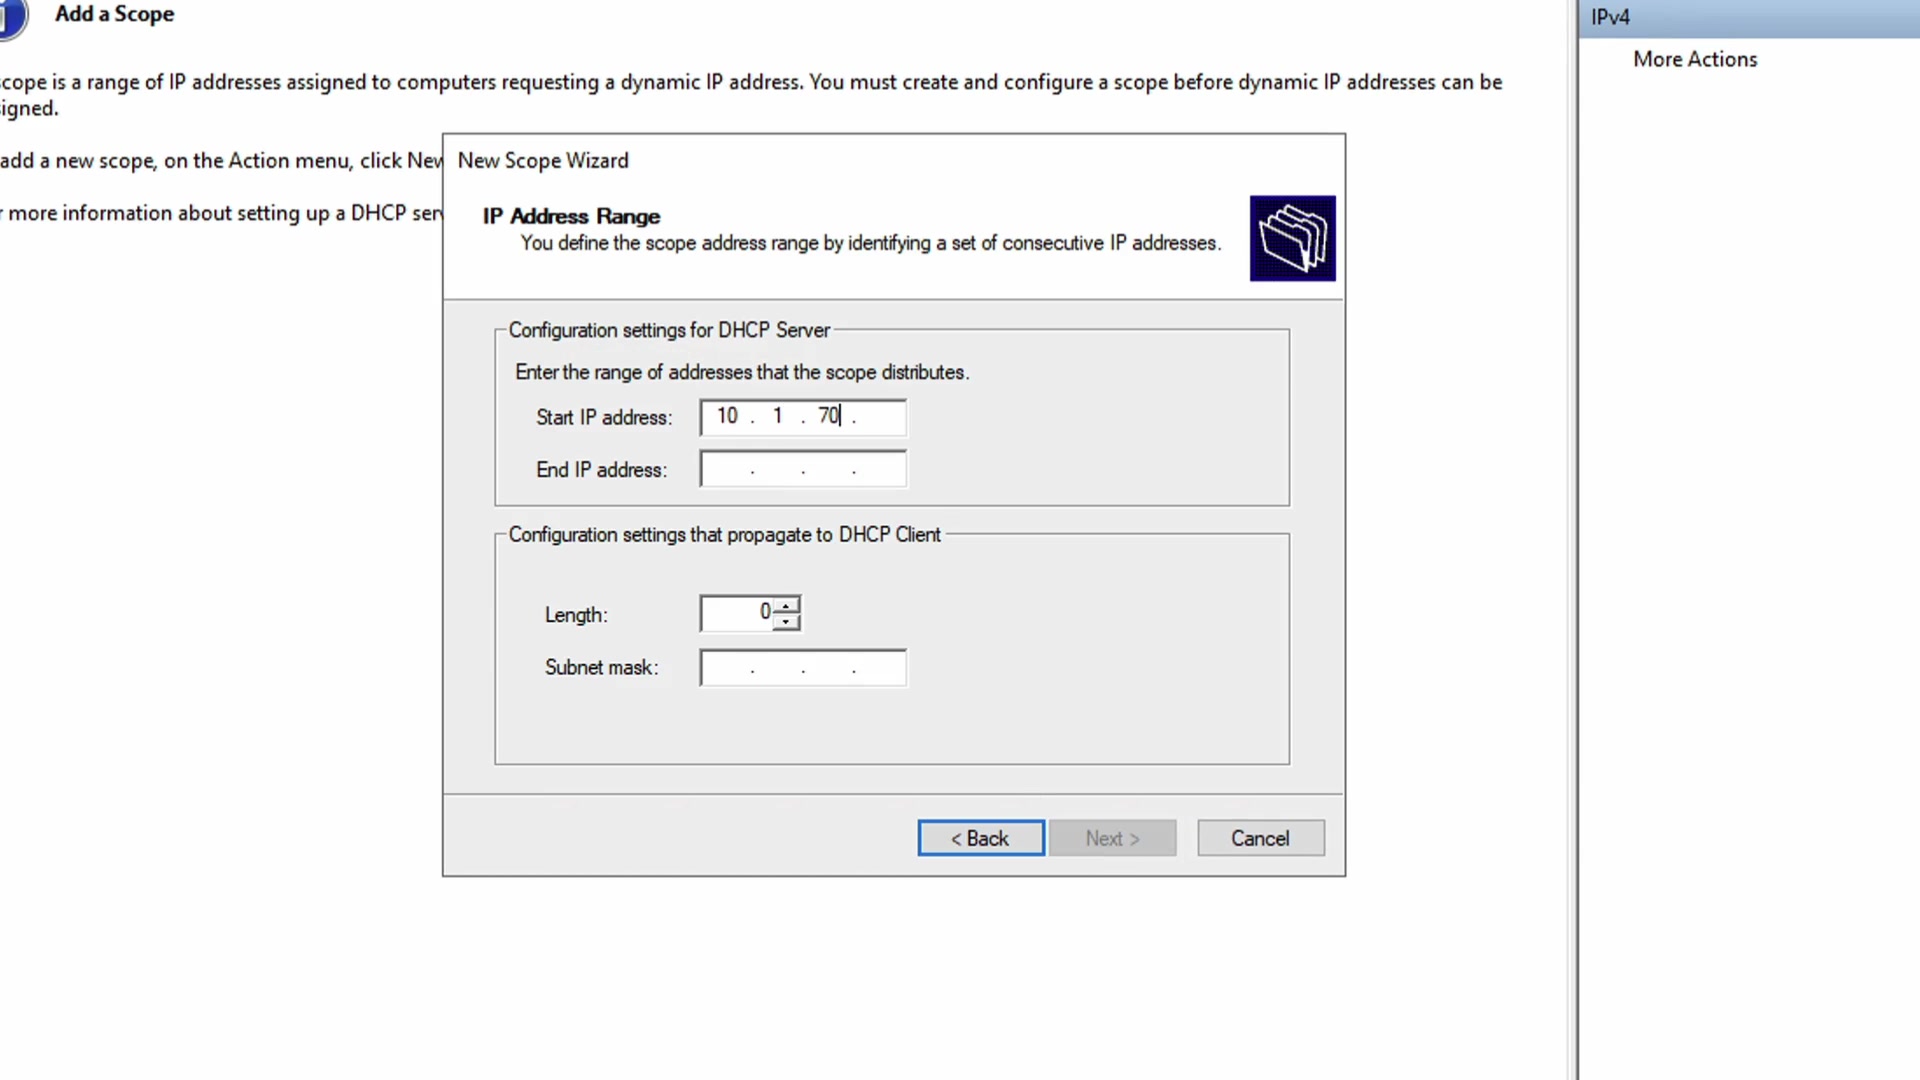 Add a Scope
IPv4
More Actions
cope is a range of IP addresses assigned to computers requesting a dynamic IP address. You must create and configure a scope before dynamic IP addresses can be
igned.
add a new scope, on the Action menu, click New
r more information about setting up a DHCP serv
New Scope Wizard
IP Address Range
You define the scope address range by identifying a set of consecutive IP addresses.
Configuration settings for DHCP Server
Enter the range of addresses that the scope distributes.
Start IP address: 10 . 1 . 70 .
End IP address: . . .
Configuration settings that propagate to DHCP Client
Length: 0
Subnet mask: . . .
< Back Next > Cancel